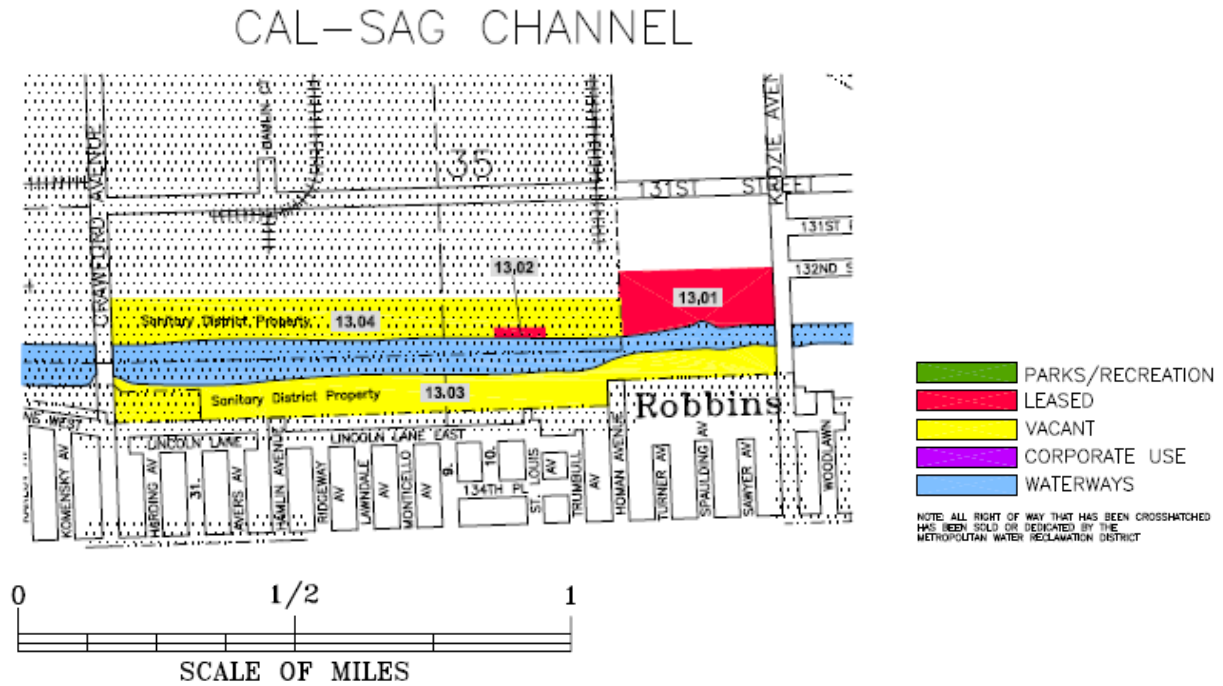 CAL-SAG CHANNEL
CRAWFORD AVENUE
HAMLIN CT
35
KEDZIE AVEN
131ST STREET
131ST
132ND S
13.02
13.01
Sanitary District Property
13.04
Sanitary District Property
13.03
Robbins
ND WEST
LINCOLN LANE
LINCOLN LANE EAST
KOMENSKY AV
HARDING AV
31.
AVERS AV
HAMLIN AVENUE
RIDGEWAY AV
LAWNDALE AV
MONTICELLO AV
9.
10.
134TH PL
ST. LOUIS AV
TRUMBULL AV
HOMAN AVENUE
TURNER AV
SPAULDING AV
SAWYER AV
WOODLAWN
PARKS/RECREATION
LEASED
VACANT
CORPORATE USE
WATERWAYS
NOTE: ALL RIGHT OF WAY THAT HAS BEEN CROSSHATCHED
HAS BEEN SOLD OR DEDICATED BY THE
METROPOLITAN WATER RECLAMATION DISTRICT
0 1/2 1
SCALE OF MILES